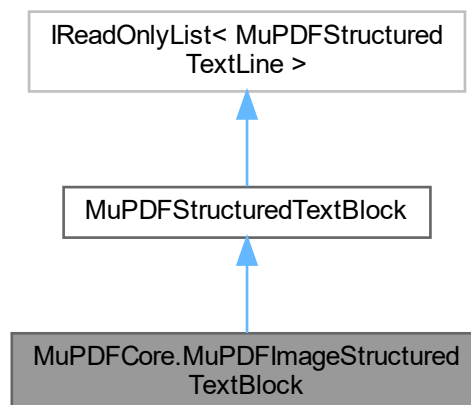 IReadOnlyList< MuPDFStructured
TextLine >
MuPDFStructuredTextBlock
MuPDFCore.MuPDFImageStructured
TextBlock